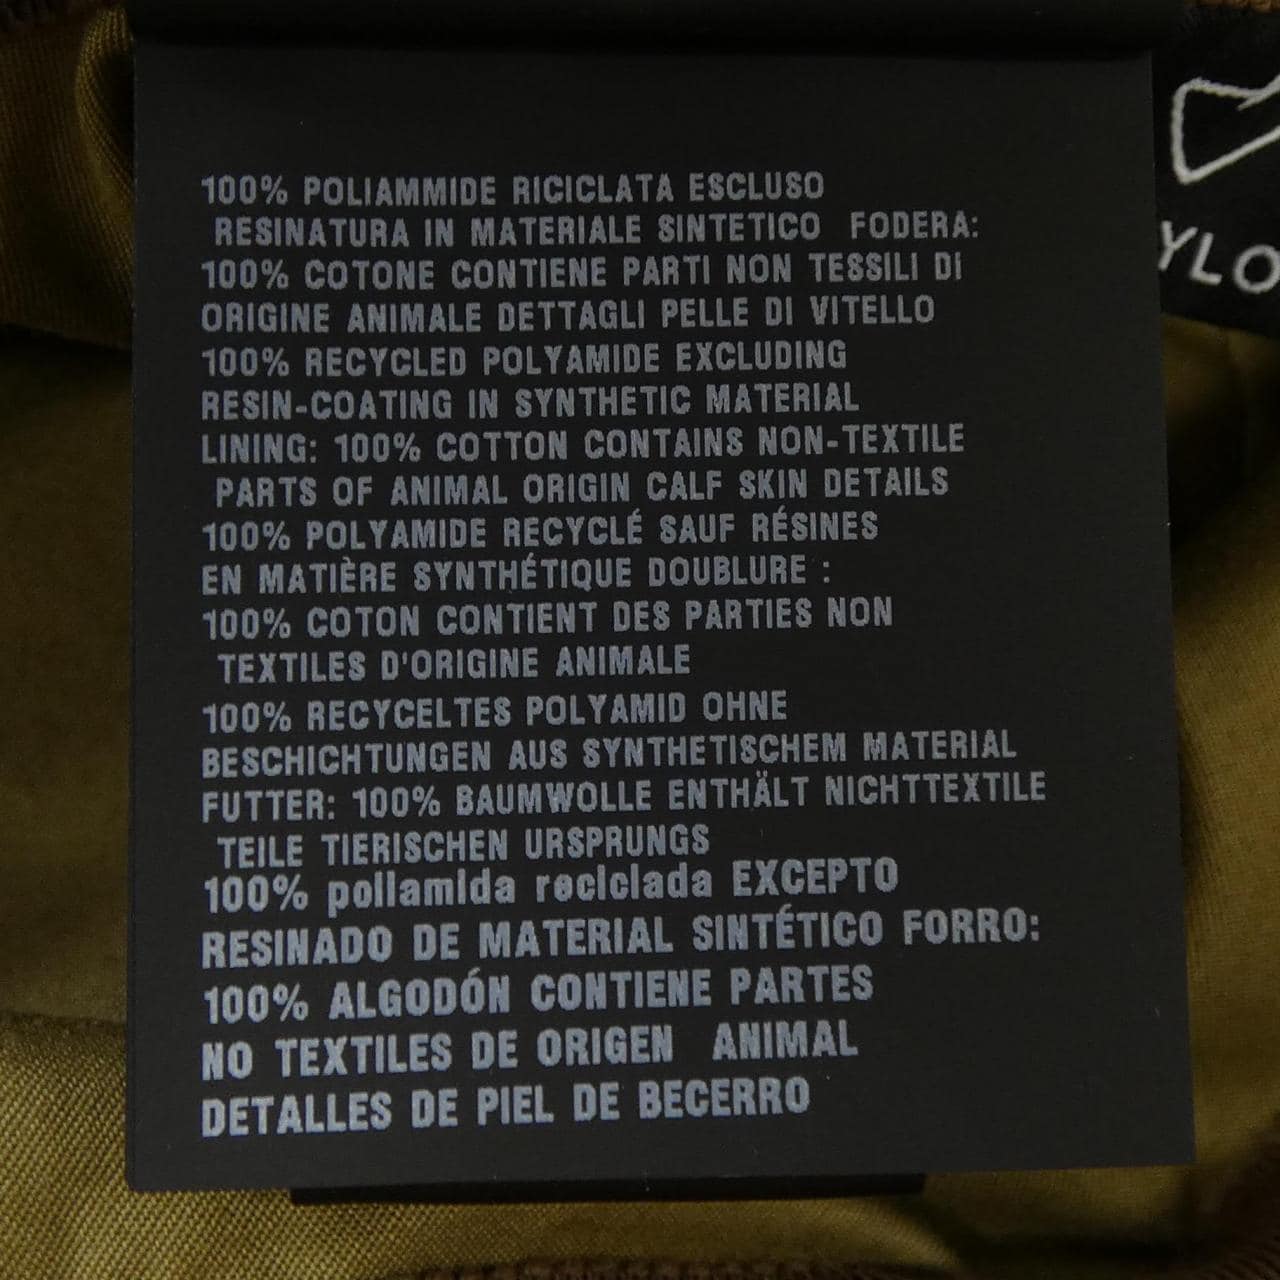 100% POLIAMMIDE RICICLATA ESCLUSO
RESINATURA IN MATERIALE SINTETICO FODERA:
100% COTONE CONTIENE PARTI NON TESSILI DI
ORIGINE ANIMALE DETTAGLI PELLE DI VITELLO
100% RECYCLED POLYAMIDE EXCLUDING
RESIN-COATING IN SYNTHETIC MATERIAL
LINING: 100% COTTON CONTAINS NON-TEXTILE
PARTS OF ANIMAL ORIGIN CALF SKIN DETAILS
100% POLYAMIDE RECYCLÉ SAUF RÉSINES
EN MATIÈRE SYNTHÉTIQUE DOUBLURE :
100% COTON CONTIENT DES PARTIES NON
TEXTILES D'ORIGINE ANIMALE
100% RECYCELTES POLYAMID OHNE
BESCHICHTUNGEN AUS SYNTHETISCHEM MATERIAL
FUTTER: 100% BAUMWOLLE ENTHÄLT NICHTTEXTILE
TEILE TIERISCHEN URSPRUNGS
100% poliamida reciclada EXCEPTO
RESINADO DE MATERIAL SINTÉTICO FORRO:
100% ALGODÓN CONTIENE PARTES
NO TEXTILES DE ORIGEN ANIMAL
DETALLES DE PIEL DE BECERRO
YLO